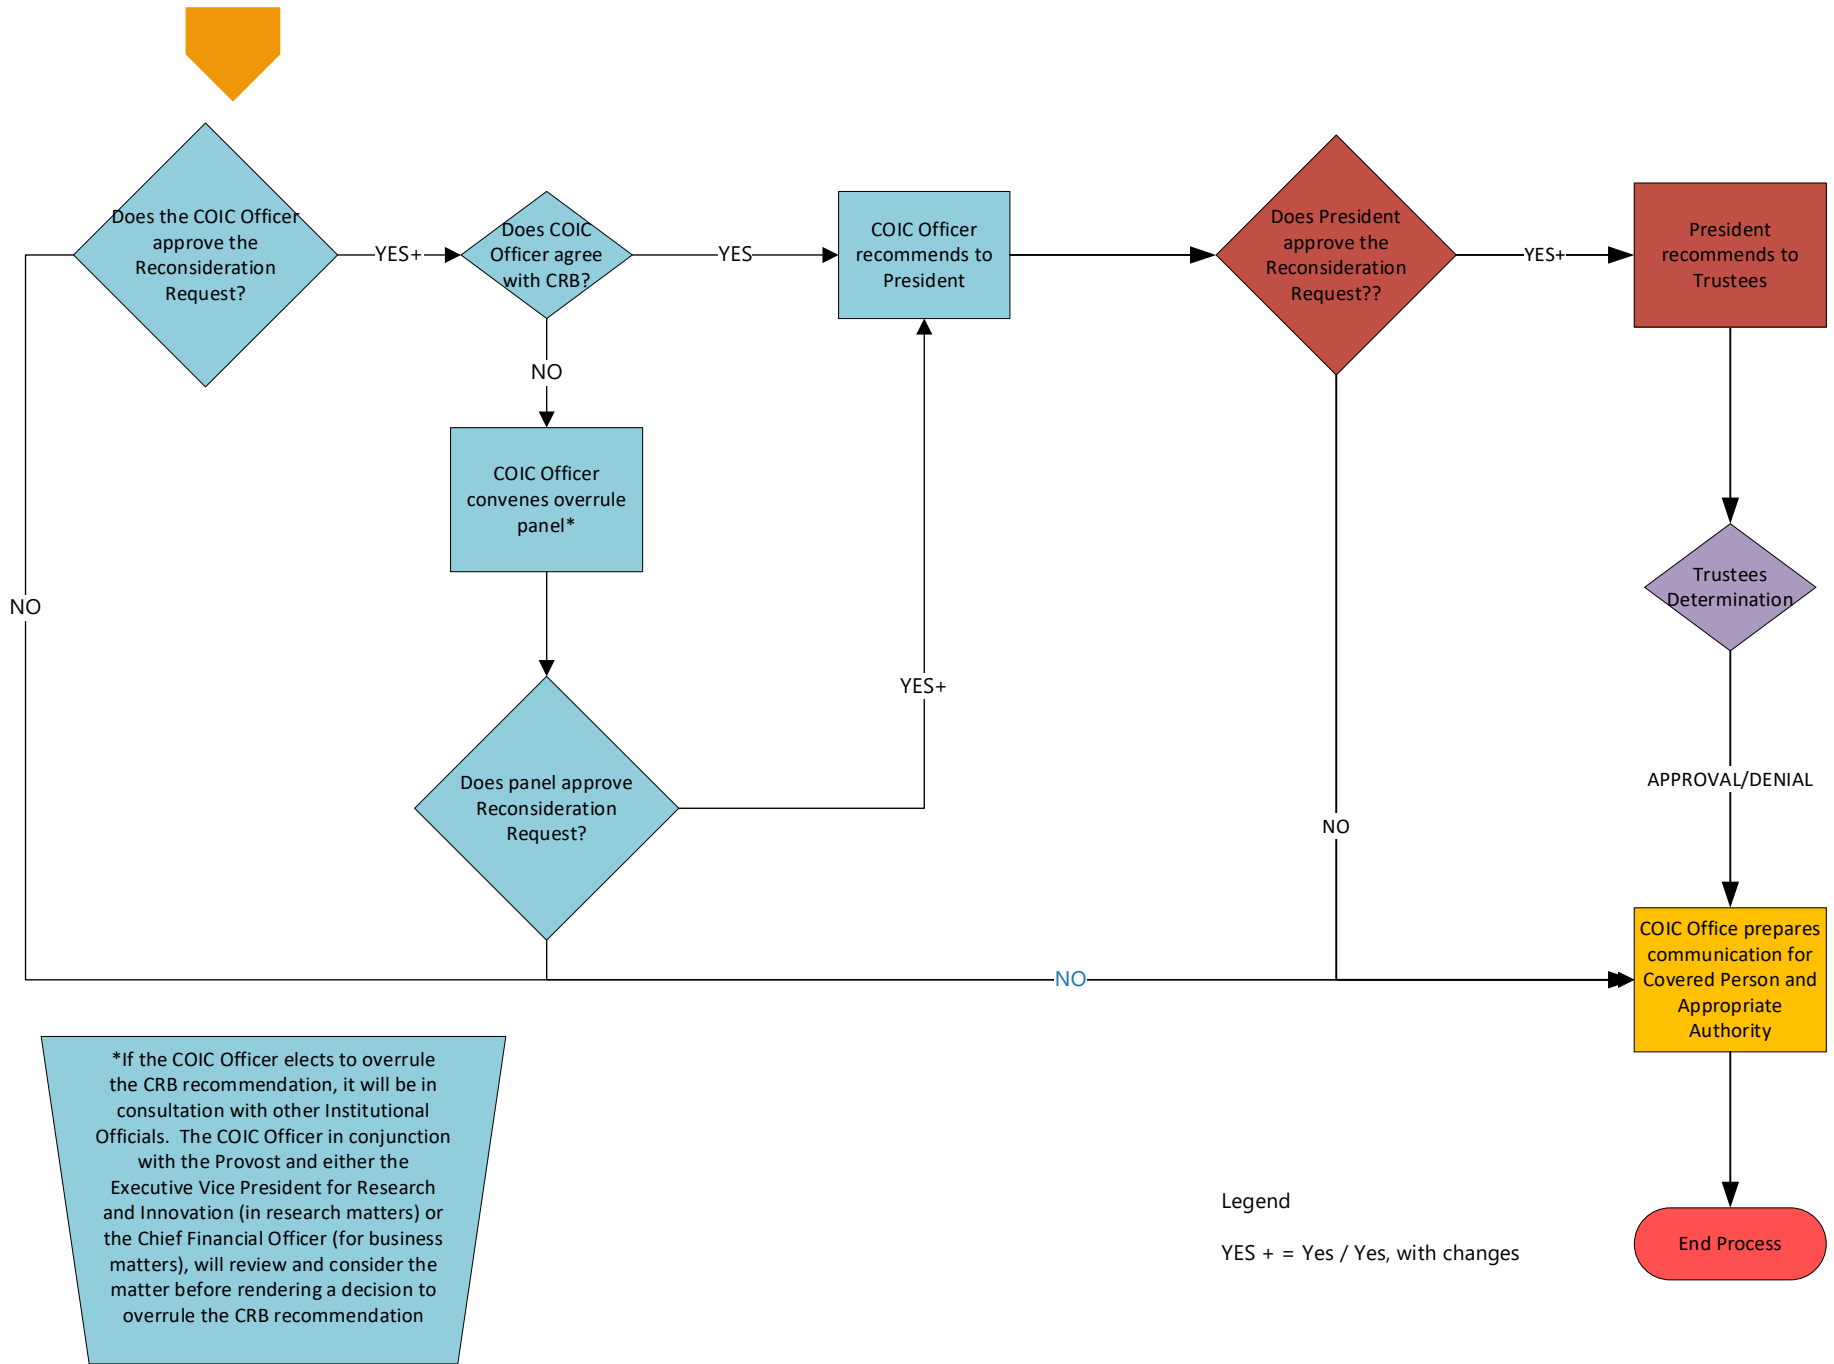 Does the COIC Officer
approve the
Reconsideration
Request?
YES+
Does COIC
Officer agree
with CRB?
YES
COIC Officer
recommends to
President
Does President
approve the
Reconsideration
Request??
YES+
President
recommends to
Trustees
NO
COIC Officer
convenes overrule
panel*
NO
Trustees
Determination
YES+
Does panel approve
Reconsideration
Request?
APPROVAL/DENIAL
NO
COIC Office prepares
communication for
Covered Person and
Appropriate
Authority
NO
*If the COIC Officer elects to overrule
the CRB recommendation, it will be in
consultation with other Institutional
Officials.  The COIC Officer in conjunction
with the Provost and either the
Executive Vice President for Research
and Innovation (in research matters) or
the Chief Financial Officer (for business
matters), will review and consider the
matter before rendering a decision to
overrule the CRB recommendation
Legend
YES + = Yes / Yes, with changes
End Process